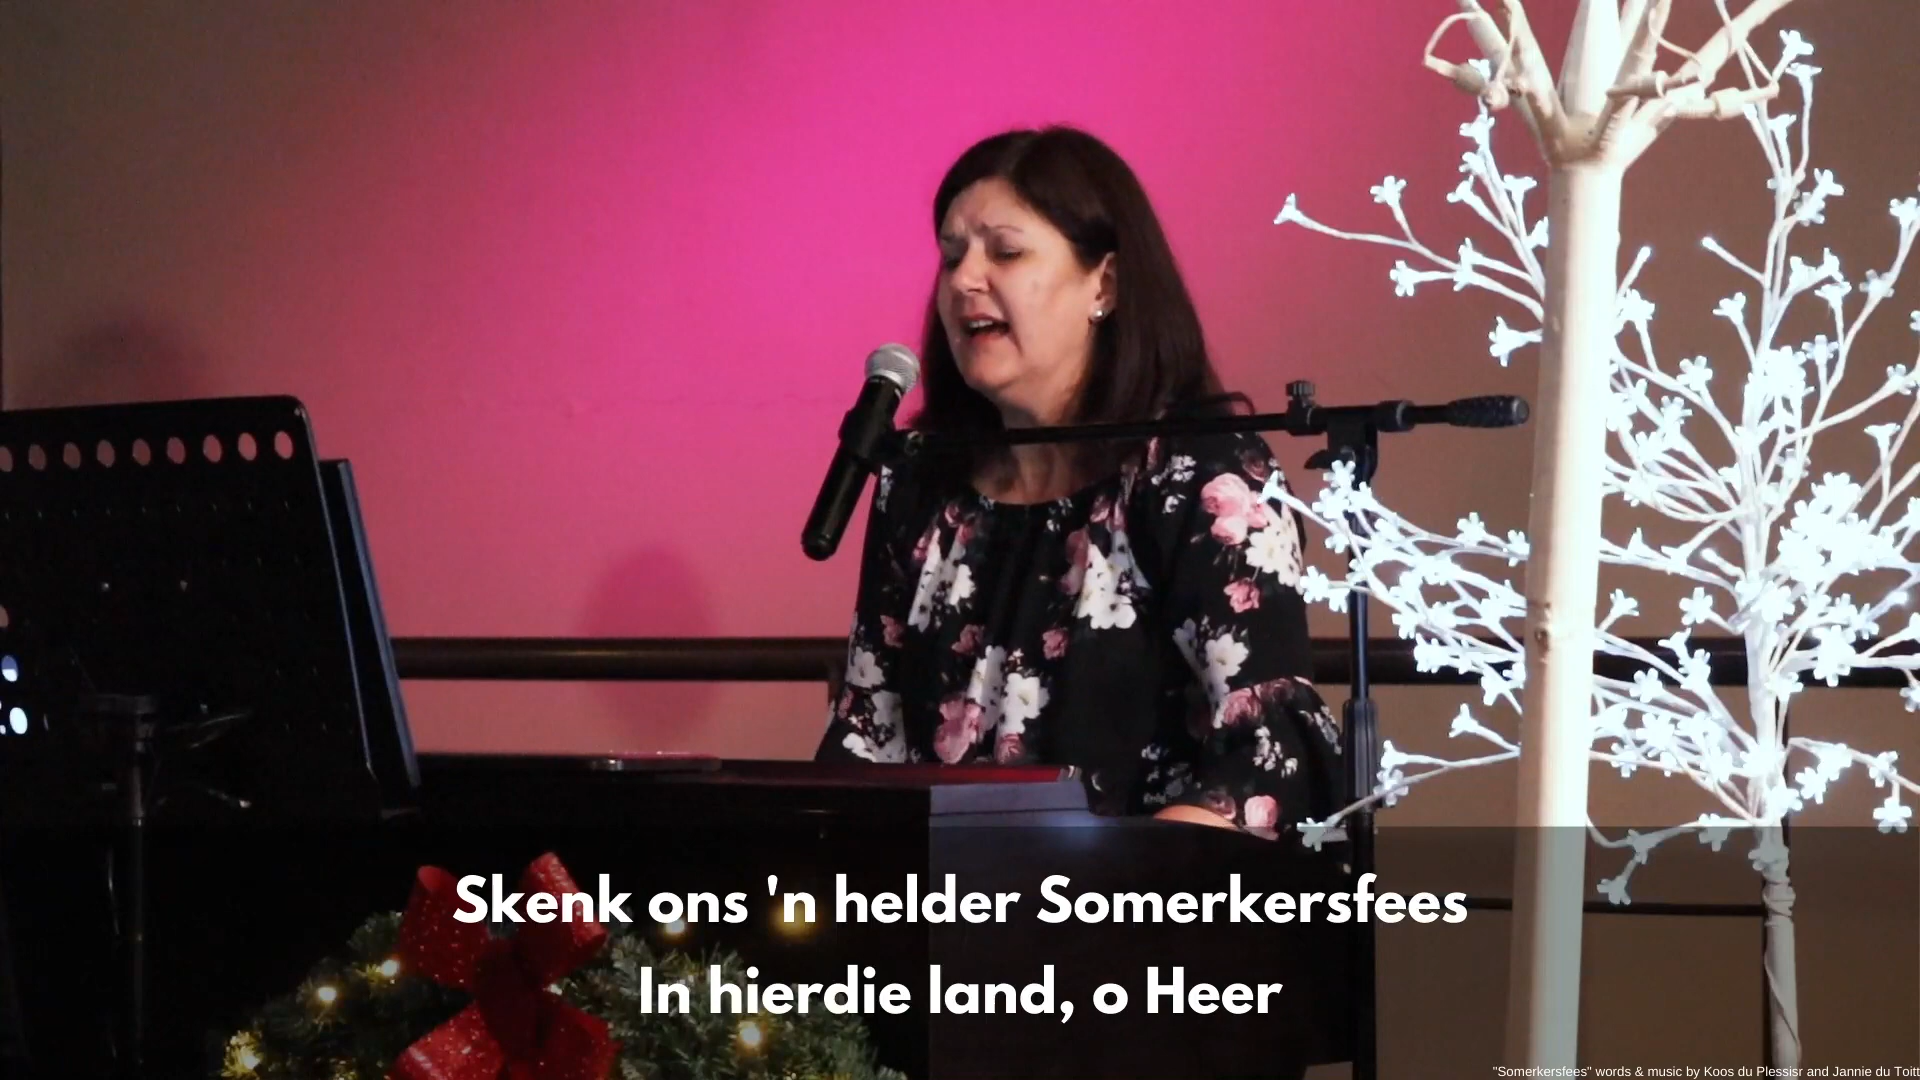 Skenk ons 'n helder Somerkersfees
In hierdie land, o Heer
"Somerkersfees" words & music by Koos du Plessisr and Jannie du Toitt